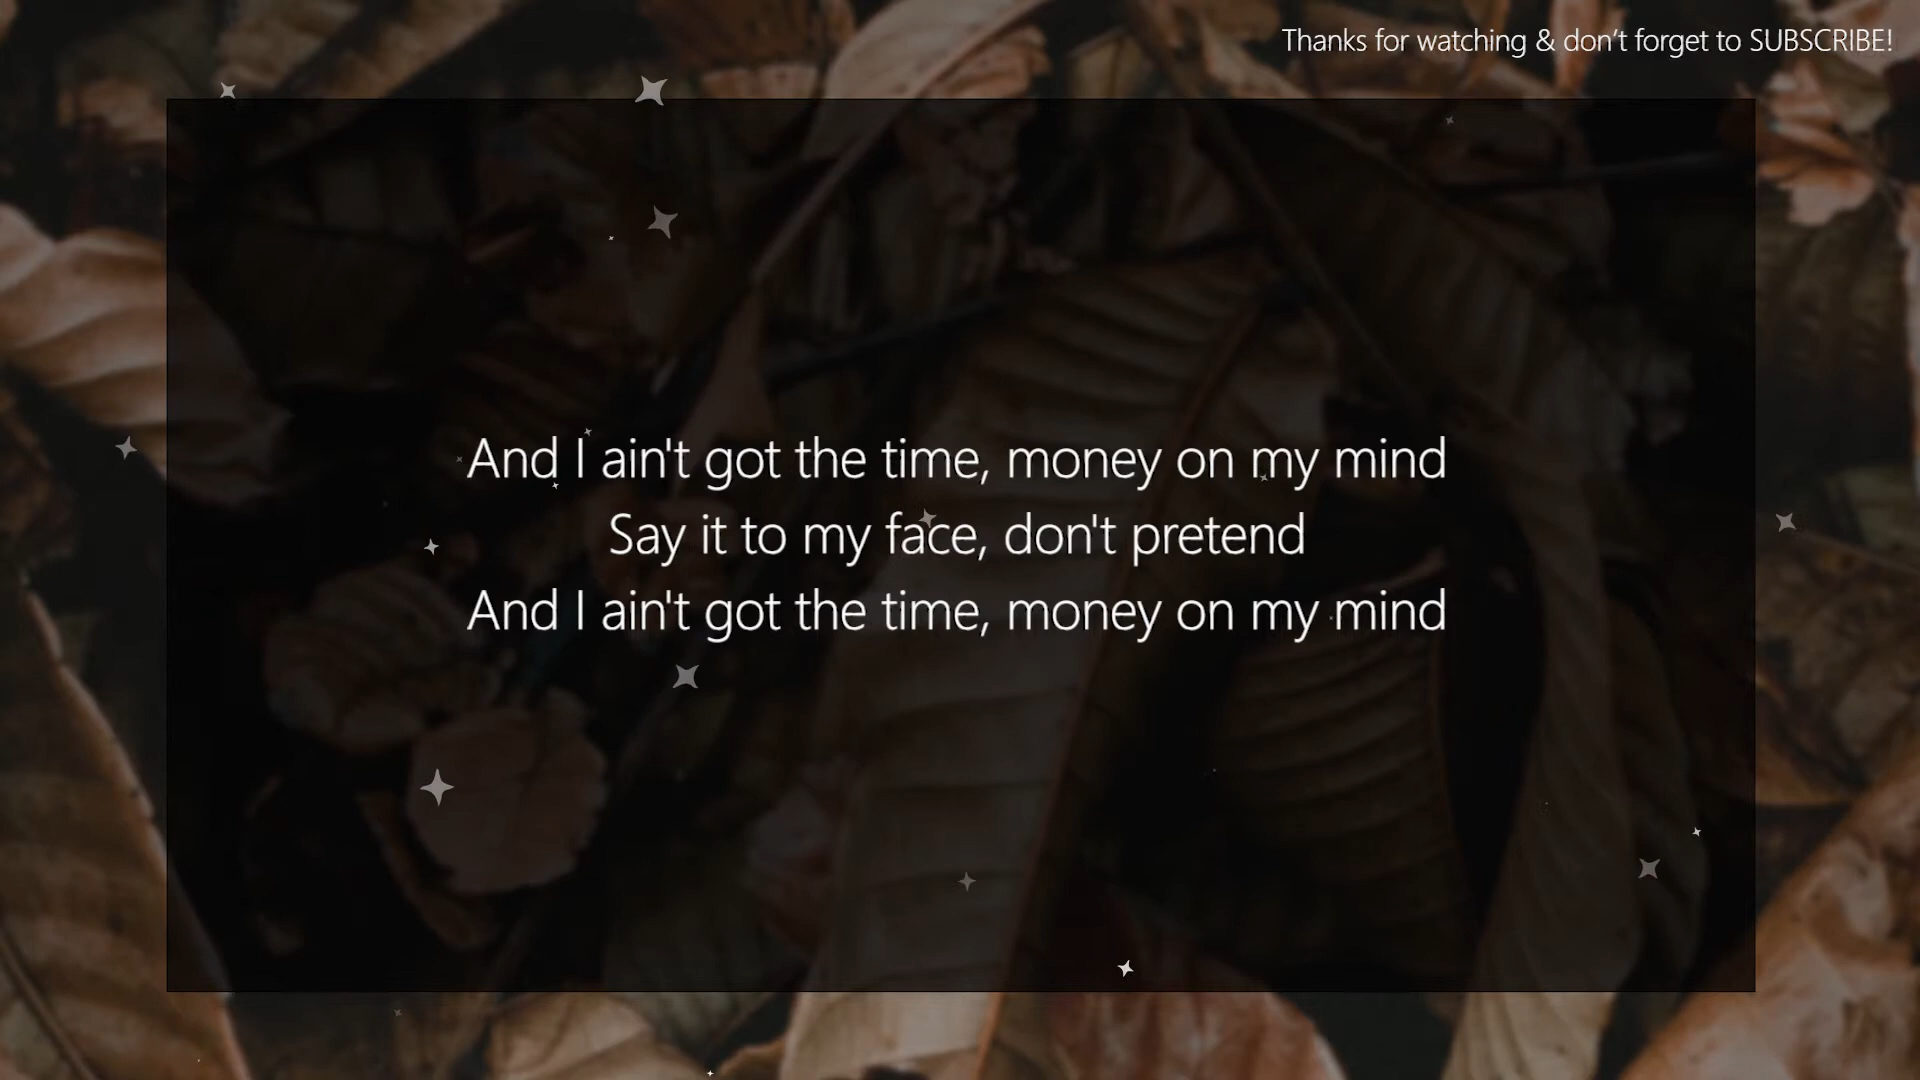 Thanks for watching & don't forget to SUBSCRIBE!
And I ain't got the time, money on my mind
Say it to my face, don't pretend
And I ain't got the time, money on my mind